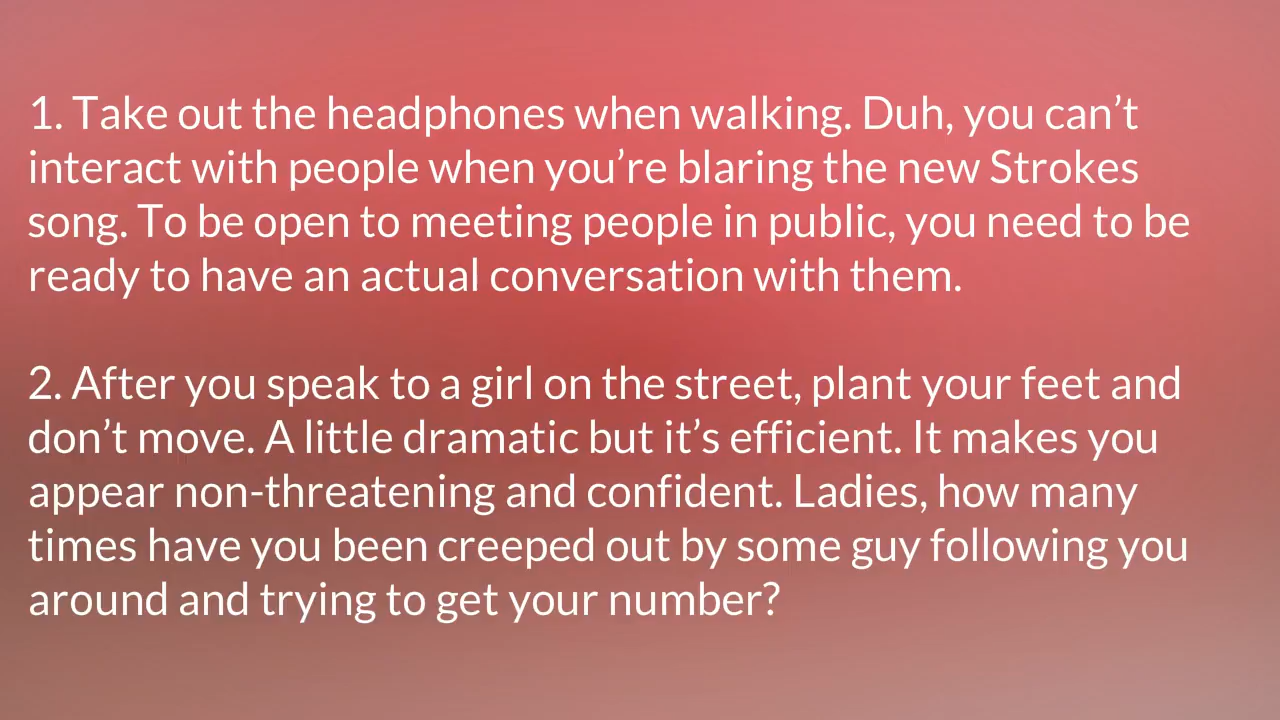 1. Take out the headphones when walking. Duh, you can’t
interact with people when you’re blaring the new Strokes
song. To be open to meeting people in public, you need to be
ready to have an actual conversation with them.
2. After you speak to a girl on the street, plant your feet and
don’t move. A little dramatic but it’s efficient. It makes you
appear non-threatening and confident. Ladies, how many
times have you been creeped out by some guy following you
around and trying to get your number?